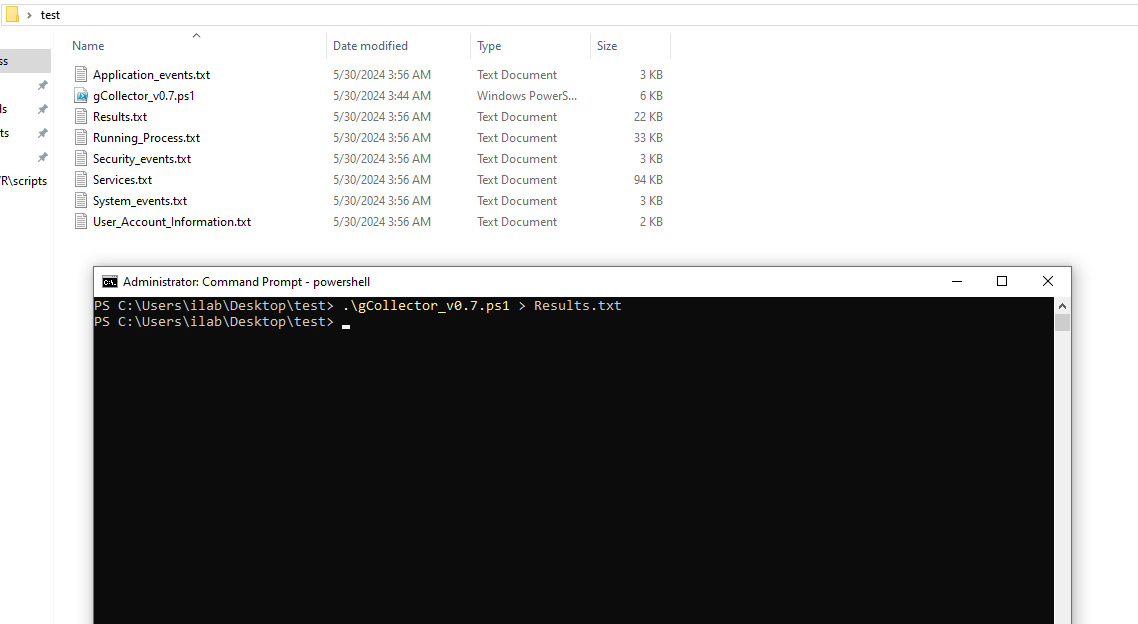 test
Name Date modified Type Size
ss
Application_events.txt 5/30/2024 3:56 AM Text Document 3 KB
gCollector_v0.7.ps1 5/30/2024 3:44 AM Windows PowerS... 6 KB
ls
Results.txt 5/30/2024 3:56 AM Text Document 22 KB
ts
Running_Process.txt 5/30/2024 3:56 AM Text Document 33 KB
Security_events.txt 5/30/2024 3:56 AM Text Document 3 KB
R\scripts
Services.txt 5/30/2024 3:56 AM Text Document 94 KB
System_events.txt 5/30/2024 3:56 AM Text Document 3 KB
User_Account_Information.txt 5/30/2024 3:56 AM Text Document 2 KB
Administrator: Command Prompt - powershell
PS C:\Users\ilab\Desktop\test> .\gCollector_v0.7.ps1 > Results.txt
PS C:\Users\ilab\Desktop\test>